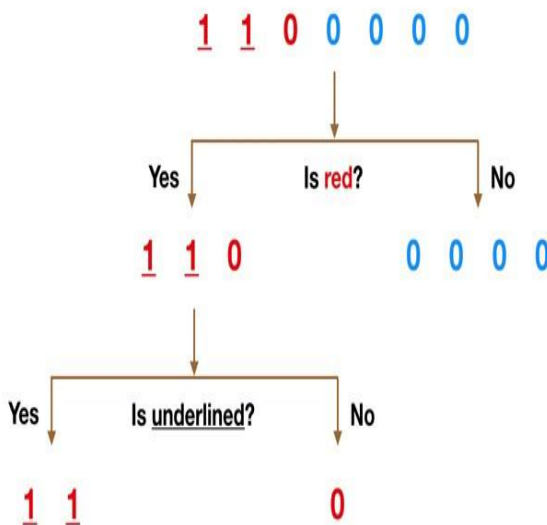 1 1 0 0 0 0 0
Yes Is red? No
1 1 0 0 0 0 0
Yes Is underlined? No
1 1 0